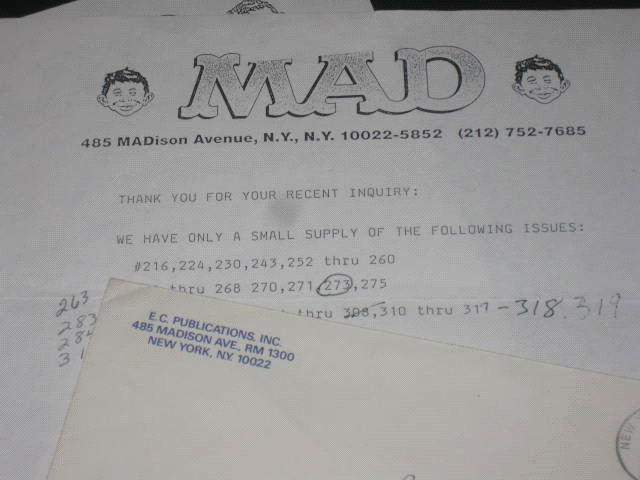 MAD
485 MADison Avenue, N.Y., N.Y. 10022-5852 (212) 752-7685
THANK YOU FOR YOUR RECENT INQUIRY:
WE HAVE ONLY A SMALL SUPPLY OF THE FOLLOWING ISSUES:
#216,224,230,243,252 thru 260
thru 268 270,271,273,275
thru 308,310 thru 317-318,319
263
283
E.C. PUBLICATIONS, INC.
485 MADISON AVE., RM 1300
NEW YORK, NY 10022
NEW